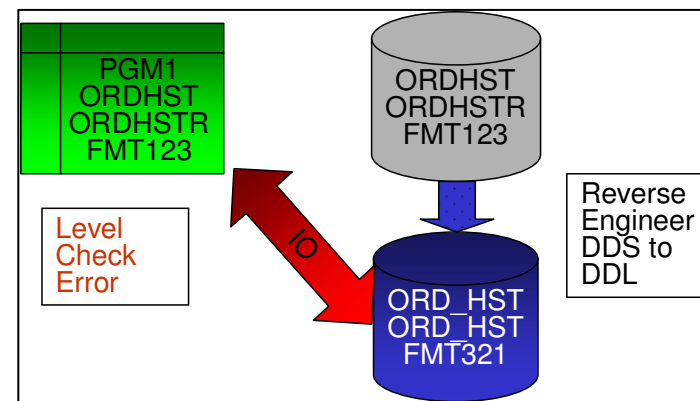 PGM1
ORDHST
ORDHSTR
FMT123
ORDHST
ORDHSTR
FMT123
Level
Check
Error
IO
Reverse
Engineer
DDS to
DDL
ORD_HST
ORD_HST
FMT321